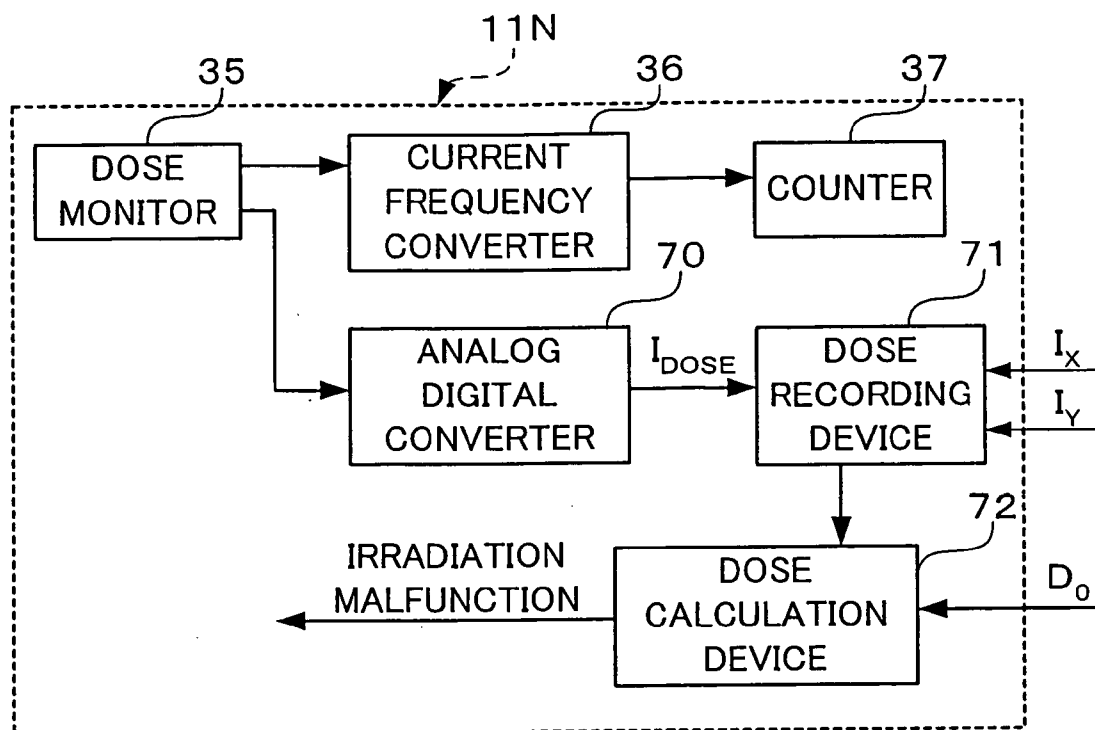 11N
35
36
37
DOSE
MONITOR
CURRENT
FREQUENCY
CONVERTER
COUNTER
70
71
ANALOG
DIGITAL
CONVERTER
I_DOSE
DOSE
RECORDING
DEVICE
I_X
I_Y
72
IRRADIATION
MALFUNCTION
DOSE
CALCULATION
DEVICE
D_0